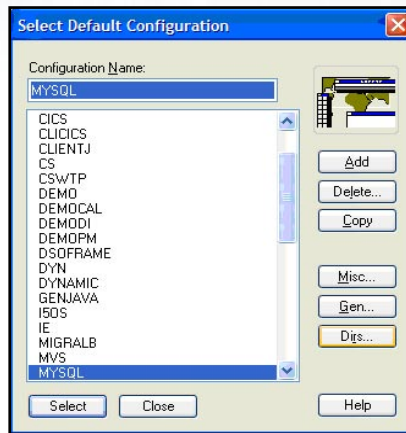 Select Default Configuration
Configuration Name:
MYSQL
CICS
CLICICS
CLIENTJ
CS
CSWTP
DEMO
DEMOCAL
DEMODI
DEMOPM
DSOFRAME
DYN
DYNAMIC
GENJAVA
I5OS
IE
MIGRALB
MVS
MYSQL
Add
Delete...
Copy
Misc...
Gen...
Dirs...
Select
Close
Help